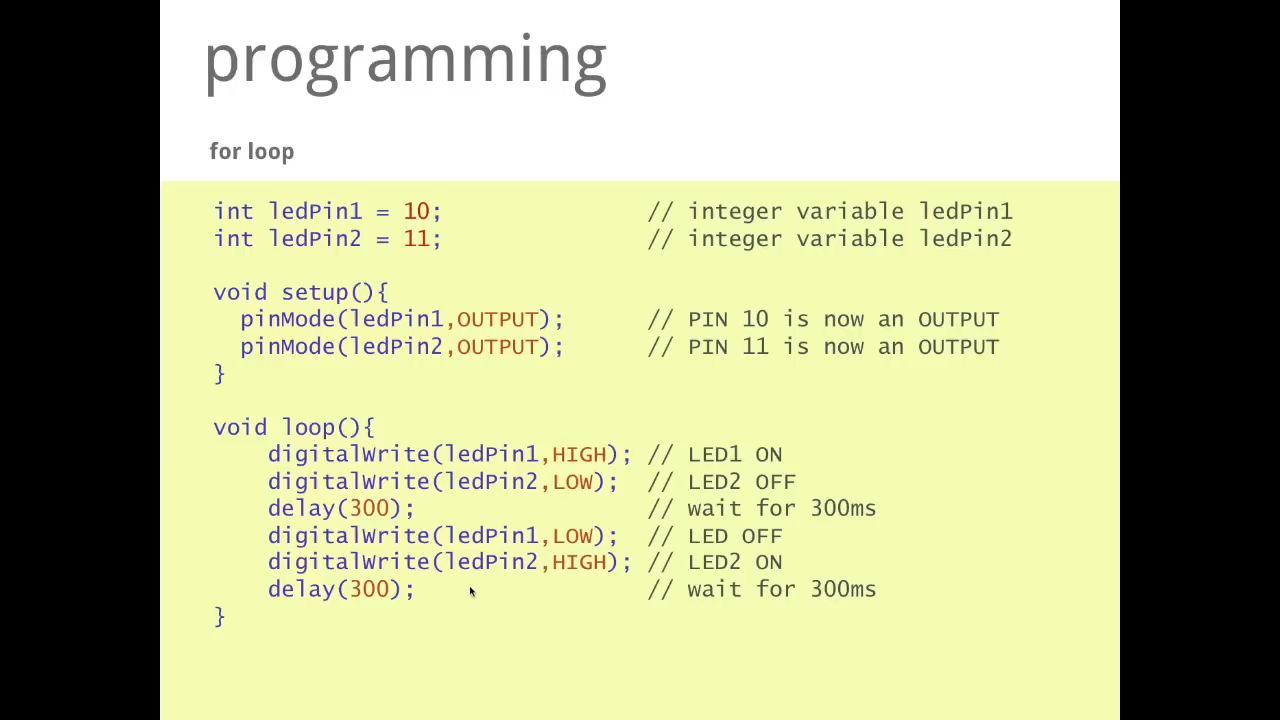 programming
for loop
int ledPin1 = 10; // integer variable ledPin1
int ledPin2 = 11; // integer variable ledPin2
void setup(){
pinMode(ledPin1,OUTPUT); // PIN 10 is now an OUTPUT
pinMode(ledPin2,OUTPUT); // PIN 11 is now an OUTPUT
}
void loop(){
digitalWrite(ledPin1,HIGH); // LED1 ON
digitalWrite(ledPin2,LOW); // LED2 OFF
delay(300); // wait for 300ms
digitalWrite(ledPin1,LOW); // LED OFF
digitalWrite(ledPin2,HIGH); // LED2 ON
delay(300); // wait for 300ms
}